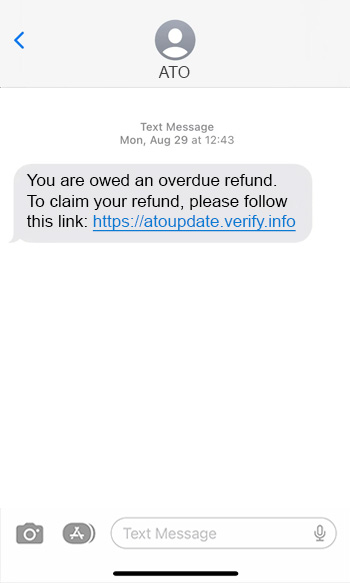 ATO
Text Message
Mon, Aug 29 at 12:43
You are owed an overdue refund.
To claim your refund, please follow
this link: https://atoupdate.verify.info
Text Message